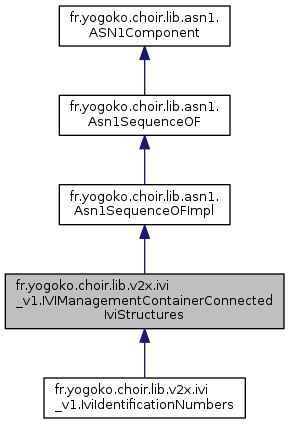 fr.yogoko.choir.lib.asn1.
ASN1Component
fr.yogoko.choir.lib.asn1.
Asn1SequenceOF
fr.yogoko.choir.lib.asn1.
Asn1SequenceOFImpl
fr.yogoko.choir.lib.v2x.ivi
_v1.IVIManagementContainerConnected
IviStructures
fr.yogoko.choir.lib.v2x.ivi
_v1.IviIdentificationNumbers